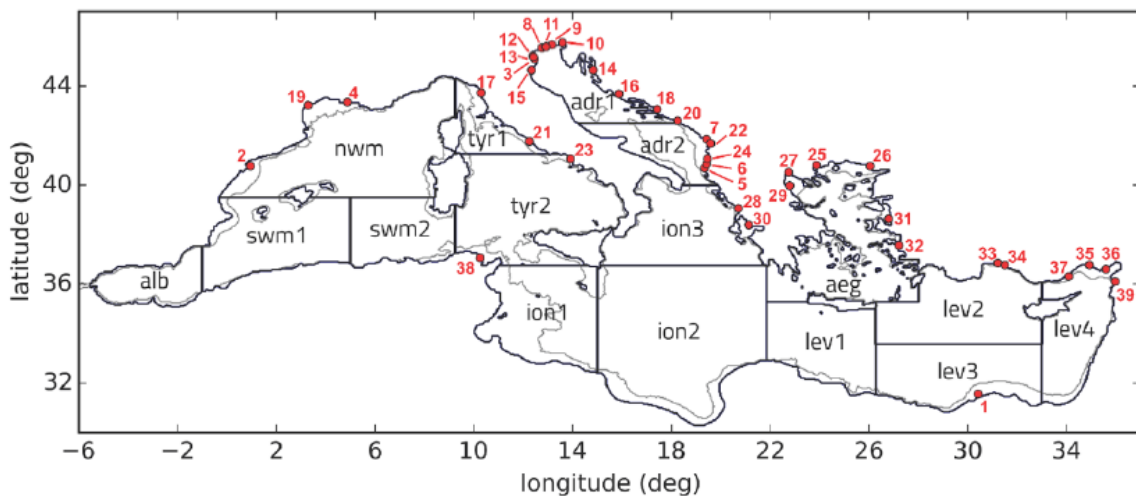 8 11 9
12 10
13
3
15
14
44
19 4 17
16
18
adr1
20
7 22
tyr1 21
adr2
24
2 nwm 23
6
5
27 25 26
40
29
28
30
31
tyr2
swm1 swm2
ion3
32
38
33 34 35 36
37
36
alb
aeg
39
ion1
lev2
ion2
lev1
lev4
lev3
32
1
−6 −2 2 6 10 14 18 22 26 30 34
latitude (deg)
longitude (deg)